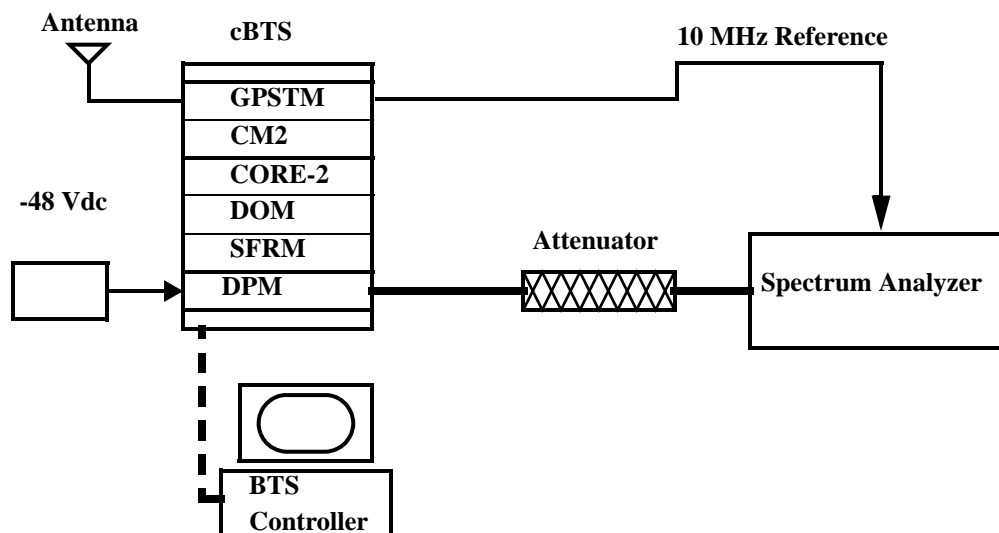 Antenna
cBTS
10 MHz Reference
GPSTM
CM2
CORE-2
-48 Vdc
DOM
SFRM
Attenuator
DPM
Spectrum Analyzer
BTS
Controller